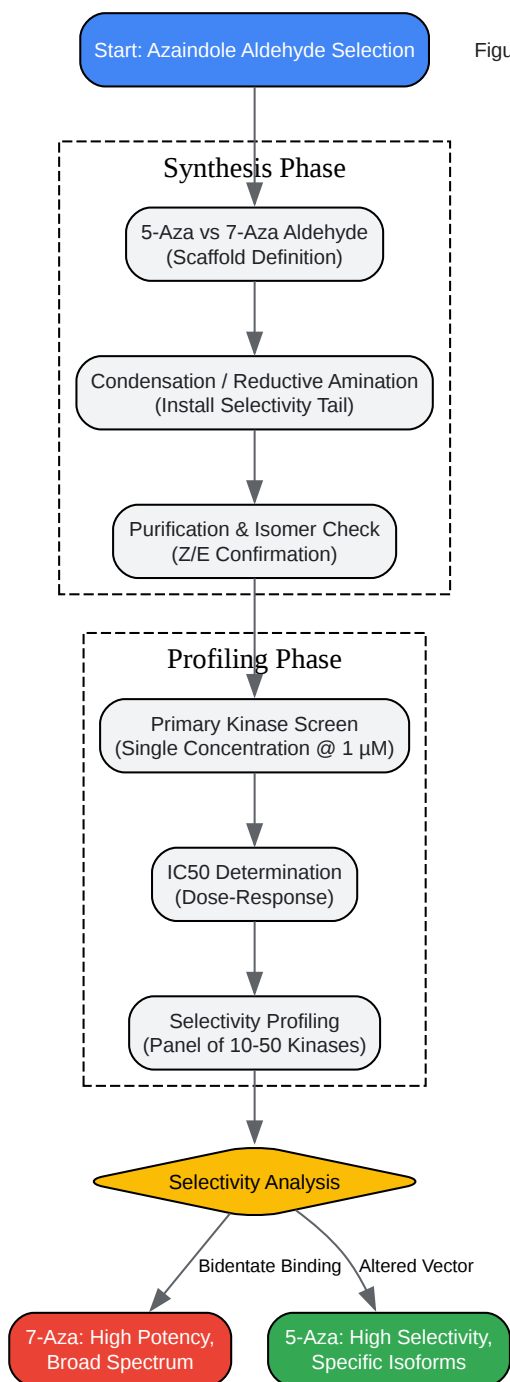 Start: Azaindole Aldehyde Selection
Synthesis Phase
5-Aza vs 7-Aza Aldehyde
(Scaffold Definition)
Condensation / Reductive Amination
(Install Selectivity Tail)
Purification & Isomer Check
(Z/E Confirmation)
Profiling Phase
Primary Kinase Screen
(Single Concentration @ 1 µM)
IC50 Determination
(Dose-Response)
Selectivity Profiling
(Panel of 10-50 Kinases)
Selectivity Analysis
Bidentate Binding
Altered Vector
7-Aza: High Potency,
Broad Spectrum
5-Aza: High Selectivity,
Specific Isoforms